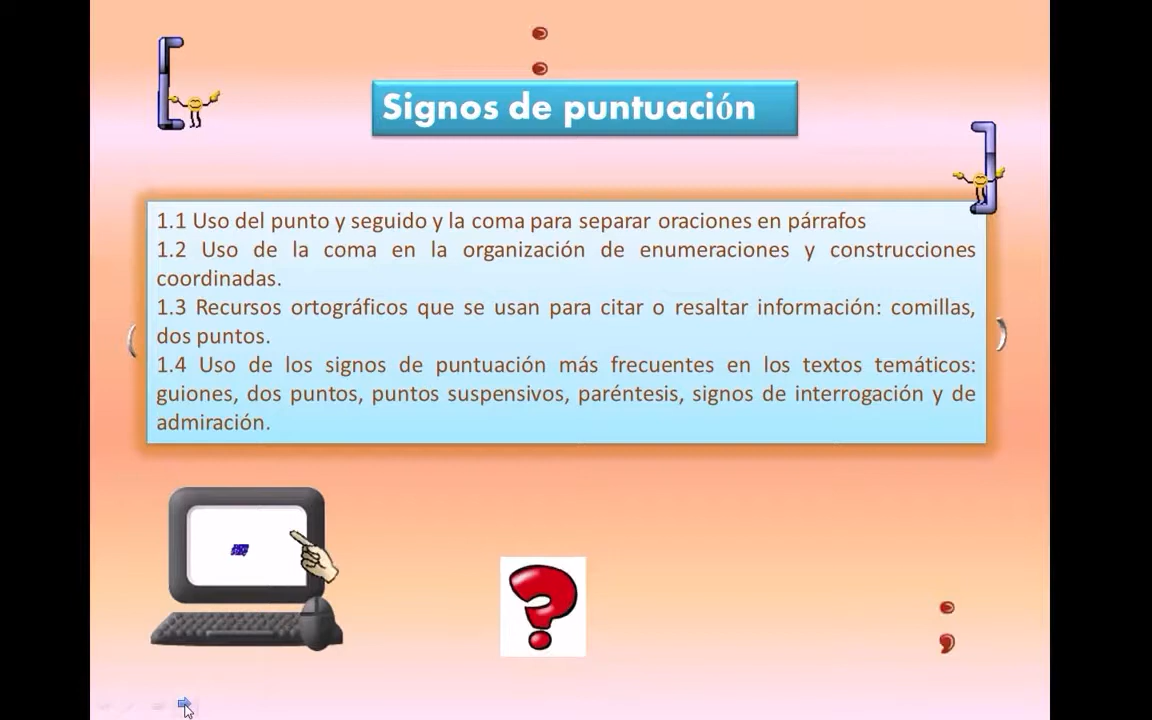 Signos de puntuación
1.1 Uso del punto y seguido y la coma para separar oraciones en párrafos
1.2 Uso de la coma en la organización de enumeraciones y construcciones
coordinadas.
1.3 Recursos ortográficos que se usan para citar o resaltar información: comillas,
dos puntos.
1.4 Uso de los signos de puntuación más frecuentes en los textos temáticos:
guiones, dos puntos, puntos suspensivos, paréntesis, signos de interrogación y de
admiración.